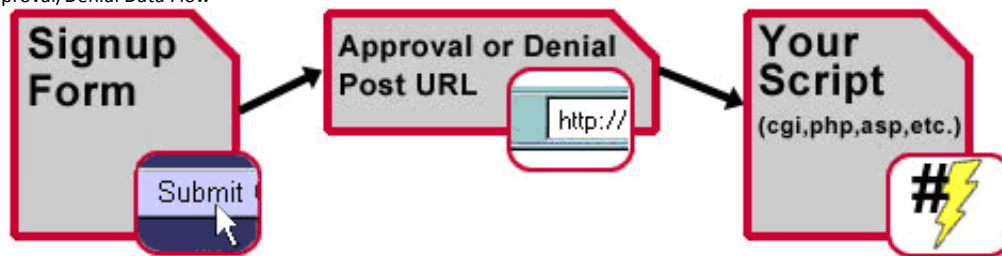 Signup
Form
Submit
Approval or Denial
Post URL
http://
Your
Script
(cgi,php,asp,etc.)
#